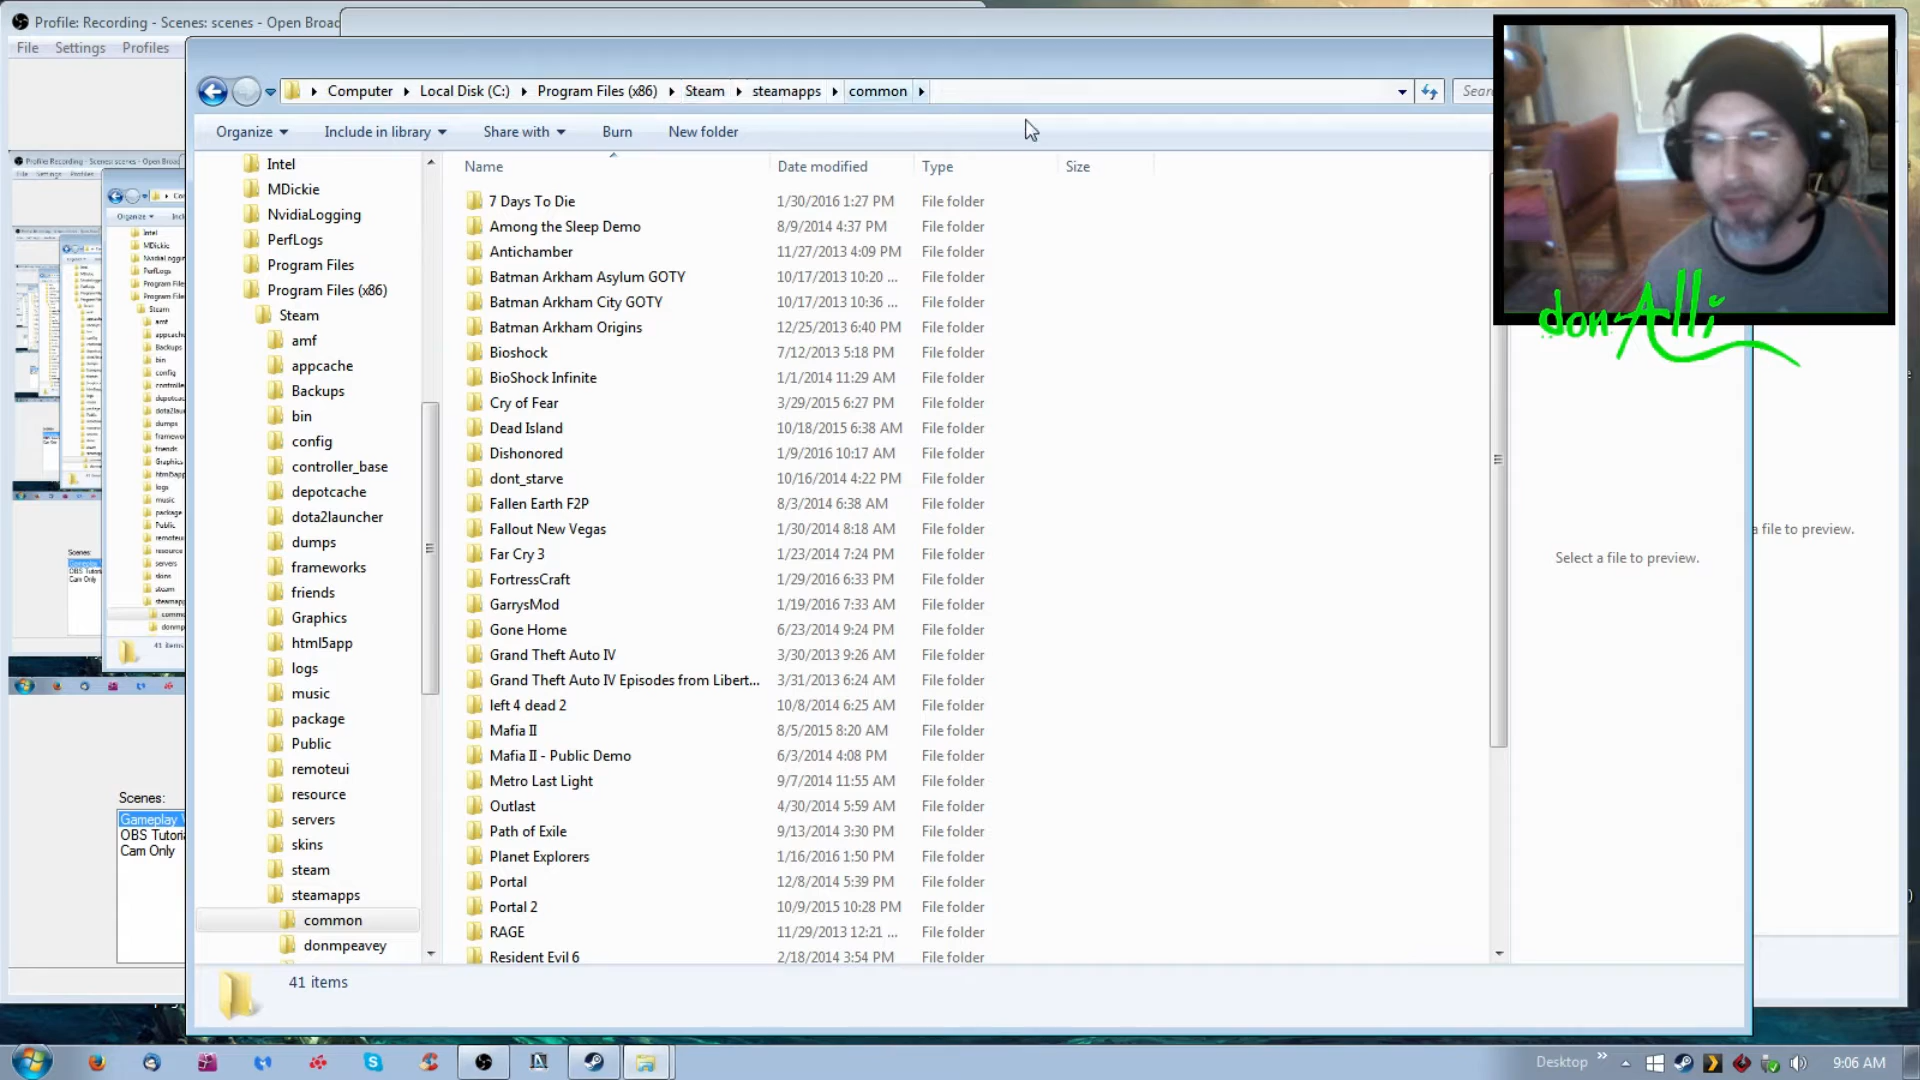 Profile: Recording - Scenes: scenes - Open Broad
File Settings Profiles
Computer Local Disk (C:) Program Files (x86) Steam steamapps common
Sear
Organize Include in library Share with Burn New folder
Name Date modified Type Size
Intel
MDickie
NvidiaLogging
PerfLogs
Program Files
Program Files (x86)
Steam
amf
appcache
Backups
bin
config
controller_base
depotcache
dota2launcher
dumps
frameworks
friends
Graphics
html5app
logs
music
package
Public
remoteui
resource
servers
skins
steam
steamapps
common
donmpeavey
7 Days To Die 1/30/2016 1:27 PM File folder
Among the Sleep Demo 8/9/2014 4:37 PM File folder
Antichamber 11/27/2013 4:09 PM File folder
Batman Arkham Asylum GOTY 10/17/2013 10:20 ... File folder
Batman Arkham City GOTY 10/17/2013 10:36 ... File folder
Batman Arkham Origins 12/25/2013 6:40 PM File folder
Bioshock 7/12/2013 5:18 PM File folder
BioShock Infinite 1/1/2014 11:29 AM File folder
Cry of Fear 3/29/2015 6:27 PM File folder
Dead Island 10/18/2015 6:38 AM File folder
Dishonored 1/9/2016 10:17 AM File folder
dont_starve 10/16/2014 4:22 PM File folder
Fallen Earth F2P 8/3/2014 6:38 AM File folder
Fallout New Vegas 1/30/2014 8:18 AM File folder
Far Cry 3 1/23/2014 7:24 PM File folder
FortressCraft 1/29/2016 6:33 PM File folder
GarrysMod 1/19/2016 7:33 AM File folder
Gone Home 6/23/2014 9:24 PM File folder
Grand Theft Auto IV 3/30/2013 9:26 AM File folder
Grand Theft Auto IV Episodes from Libert... 3/31/2013 6:24 AM File folder
left 4 dead 2 10/8/2014 6:25 AM File folder
Mafia II 8/5/2015 8:20 AM File folder
Mafia II - Public Demo 6/3/2014 4:08 PM File folder
Metro Last Light 9/7/2014 11:55 AM File folder
Outlast 4/30/2014 5:59 AM File folder
Path of Exile 9/13/2014 3:30 PM File folder
Planet Explorers 1/16/2016 1:50 PM File folder
Portal 12/8/2014 5:39 PM File folder
Portal 2 10/9/2015 10:28 PM File folder
RAGE 11/29/2013 12:21 ... File folder
Resident Evil 6 2/18/2014 3:54 PM File folder
donAlli
a file to preview.
Select a file to preview.
Scenes:
Gameplay
OBS Tutoria
Cam Only
41 items
Desktop 9:06 AM